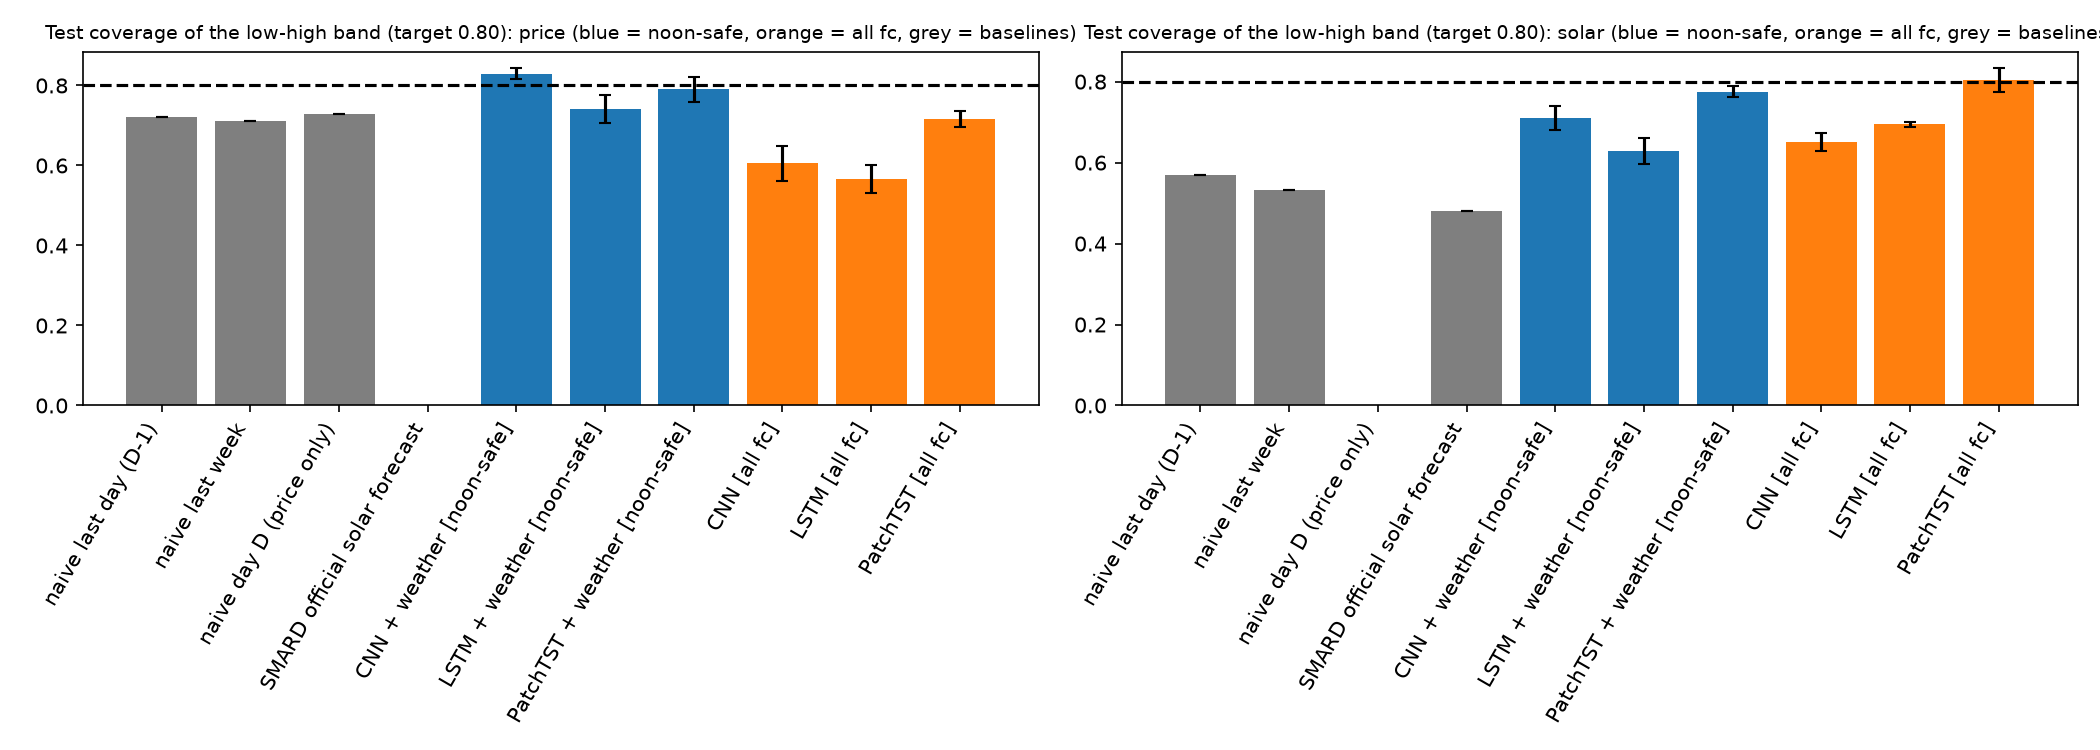 Test coverage of the low-high band (target 0.80): price (blue = noon-safe, orange = all fc, grey = baselines)
0.8
0.6
0.4
0.2
0.0
naive last day (D-1)
naive last week
naive day D (price only)
SMARD official solar forecast
CNN + weather [noon-safe]
LSTM + weather [noon-safe]
PatchTST + weather [noon-safe]
CNN [all fc]
LSTM [all fc]
PatchTST [all fc]
Test coverage of the low-high band (target 0.80): solar (blue = noon-safe, orange = all fc, grey = baselines
0.8
0.6
0.4
0.2
0.0
naive last day (D-1)
naive last week
naive day D (price only)
SMARD official solar forecast
CNN + weather [noon-safe]
LSTM + weather [noon-safe]
PatchTST + weather [noon-safe]
CNN [all fc]
LSTM [all fc]
PatchTST [all fc]